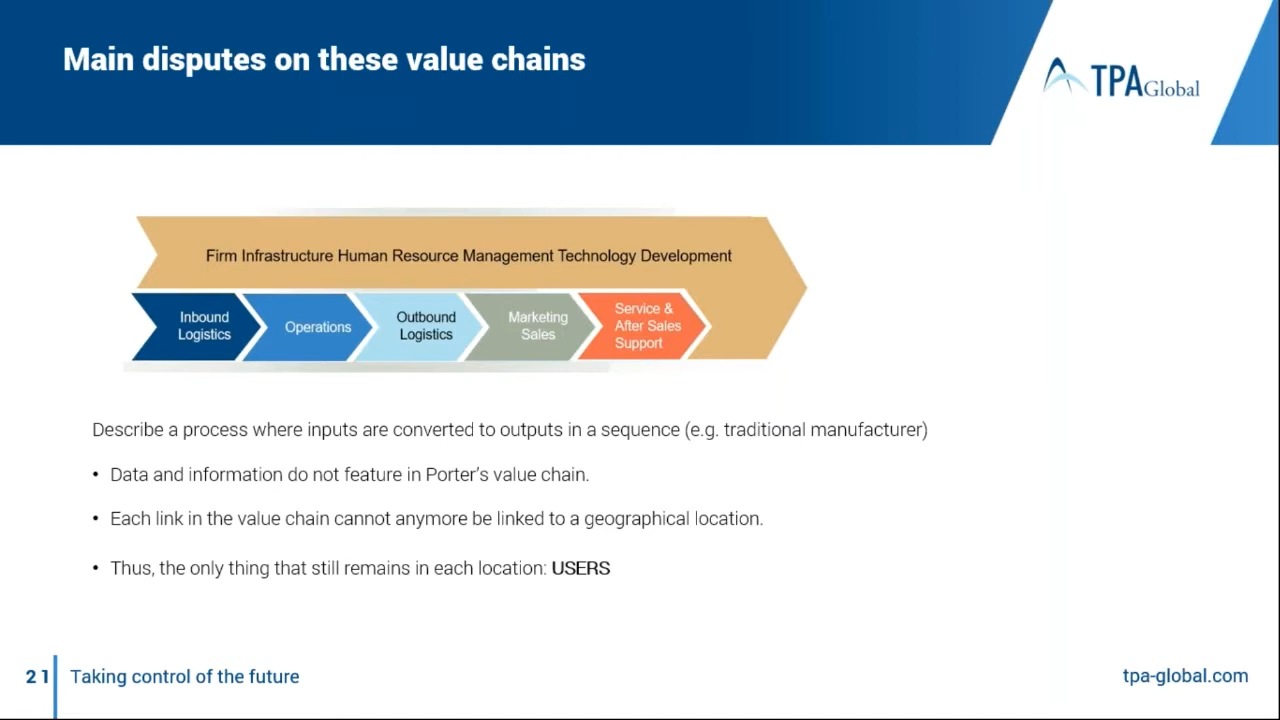 Main disputes on these value chains
TPA Global
Firm Infrastructure Human Resource Management Technology Development
Inbound
Logistics
Operations
Outbound
Logistics
Marketing
Sales
Service &
After Sales
Support
Describe a process where inputs are converted to outputs in a sequence (e.g. traditional manufacturer)
• Data and information do not feature in Porter's value chain.
• Each link in the value chain cannot anymore be linked to a geographical location.
• Thus, the only thing that still remains in each location: USERS
21
Taking control of the future
tpa-global.com